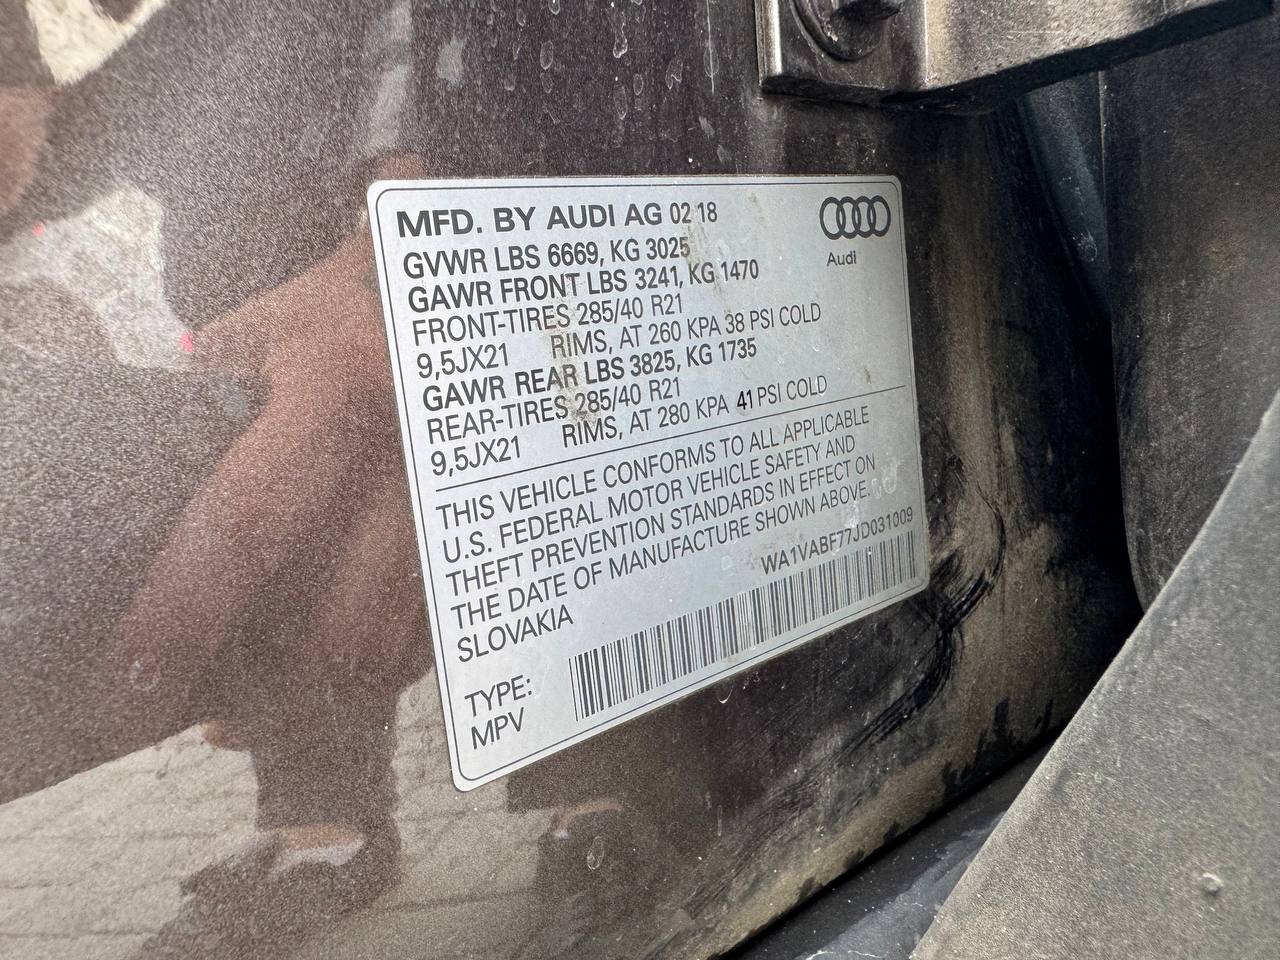 MFD. BY AUDI AG 02 18
Audi
GVWR LBS 6669, KG 3025
GAWR FRONT LBS 3241, KG 1470
FRONT-TIRES 285/40 R21
9,5JX21 RIMS, AT 260 KPA 38 PSI COLD
GAWR REAR LBS 3825, KG 1735
REAR-TIRES 285/40 R21
9,5JX21 RIMS, AT 280 KPA 41 PSI COLD
THIS VEHICLE CONFORMS TO ALL APPLICABLE
U.S. FEDERAL MOTOR VEHICLE SAFETY AND
THEFT PREVENTION STANDARDS IN EFFECT ON
THE DATE OF MANUFACTURE SHOWN ABOVE.
SLOVAKIA
WA1VABF77JD031009
TYPE:
MPV